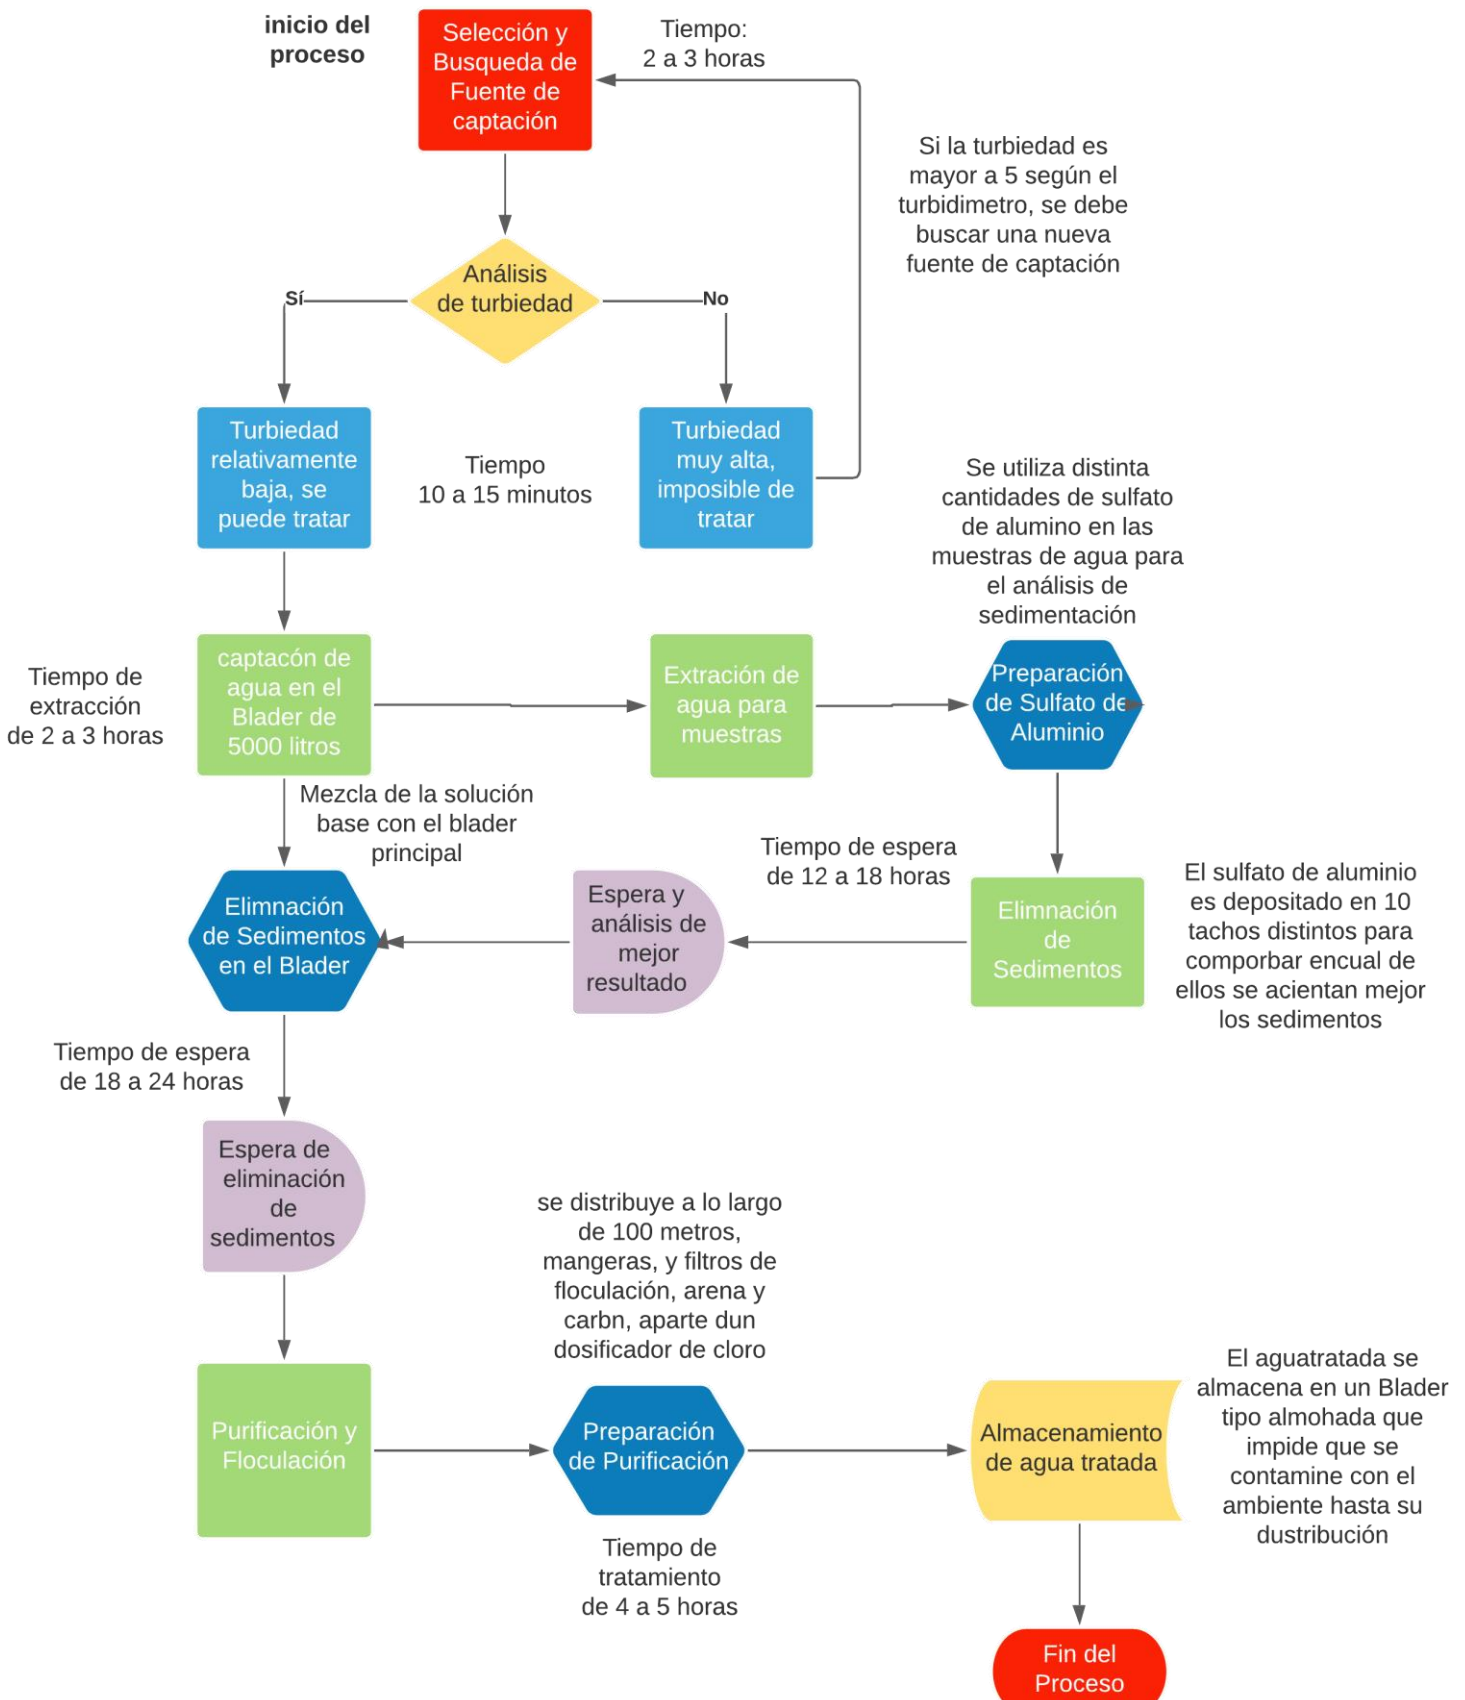 inicio del
proceso
Selección y
Busqueda de
Fuente de
captación
Tiempo:
2 a 3 horas
Si la turbiedad es
mayor a 5 según el
turbidimetro, se debe
buscar una nueva
fuente de captación
Análisis
de turbiedad
Sí
No
Turbiedad
relativamente
baja, se
puede tratar
Tiempo
10 a 15 minutos
Turbiedad
muy alta,
imposible de
tratar
Se utiliza distinta
cantidades de sulfato
de alumino en las
muestras de agua para
el análisis de
sedimentación
Tiempo de
extracción
de 2 a 3 horas
captacón de
agua en el
Blader de
5000 litros
Extración de
agua para
muestras
Preparación
de Sulfato de
Aluminio
Mezcla de la solución
base con el blader
principal
Elimnación
de Sedimentos
en el Blader
Espera y
análisis de
mejor
resultado
Tiempo de espera
de 12 a 18 horas
Elimnación
de
Sedimentos
El sulfato de aluminio
es depositado en 10
tachos distintos para
comporbar encual de
ellos se acientan mejor
los sedimentos
Tiempo de espera
de 18 a 24 horas
Espera de
eliminación
de
sedimentos
se distribuye a lo largo
de 100 metros,
mangeras, y filtros de
floculación, arena y
carbn, aparte dun
dosificador de cloro
Purificación y
Floculación
Preparación
de Purificación
Tiempo de
tratamiento
de 4 a 5 horas
Almacenamiento
de agua tratada
El aguatratada se
almacena en un Blader
tipo almohada que
impide que se
contamine con el
ambiente hasta su
dustribución
Fin del
Proceso